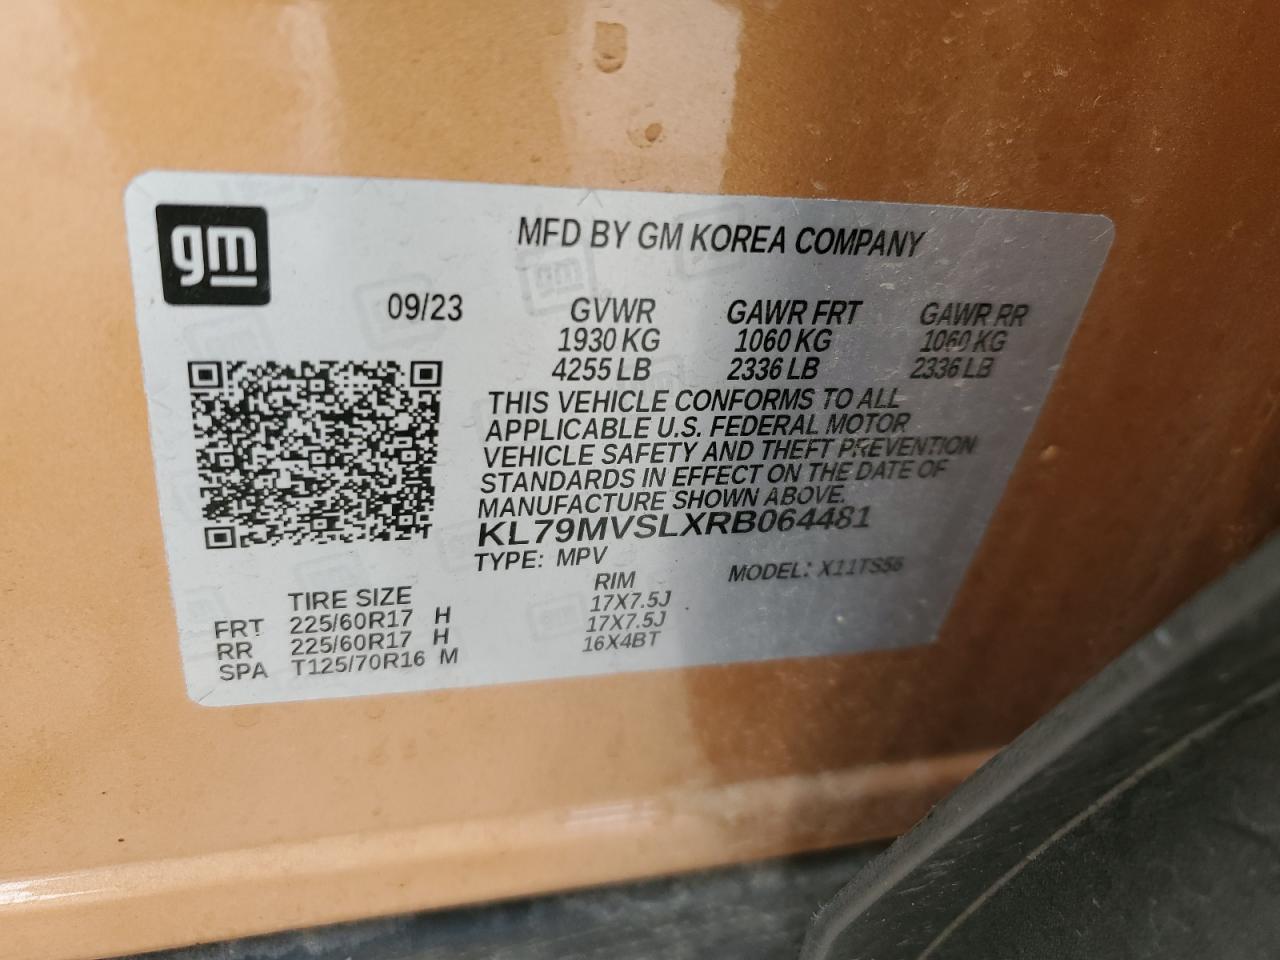 gm
MFD BY GM KOREA COMPANY
09/23 GVWR GAWR FRT GAWR RR
1930 KG 1060 KG 1060 KG
4255 LB 2336 LB 2336 LB
THIS VEHICLE CONFORMS TO ALL
APPLICABLE U.S. FEDERAL MOTOR
VEHICLE SAFETY AND THEFT PREVENTION
STANDARDS IN EFFECT ON THE DATE OF
MANUFACTURE SHOWN ABOVE.
KL79MVSLXRB064481
TYPE: MPV MODEL: X11TS56
TIRE SIZE RIM
FRT 225/60R17 H 17X7.5J
RR 225/60R17 H 17X7.5J
SPA T125/70R16 M 16X4BT